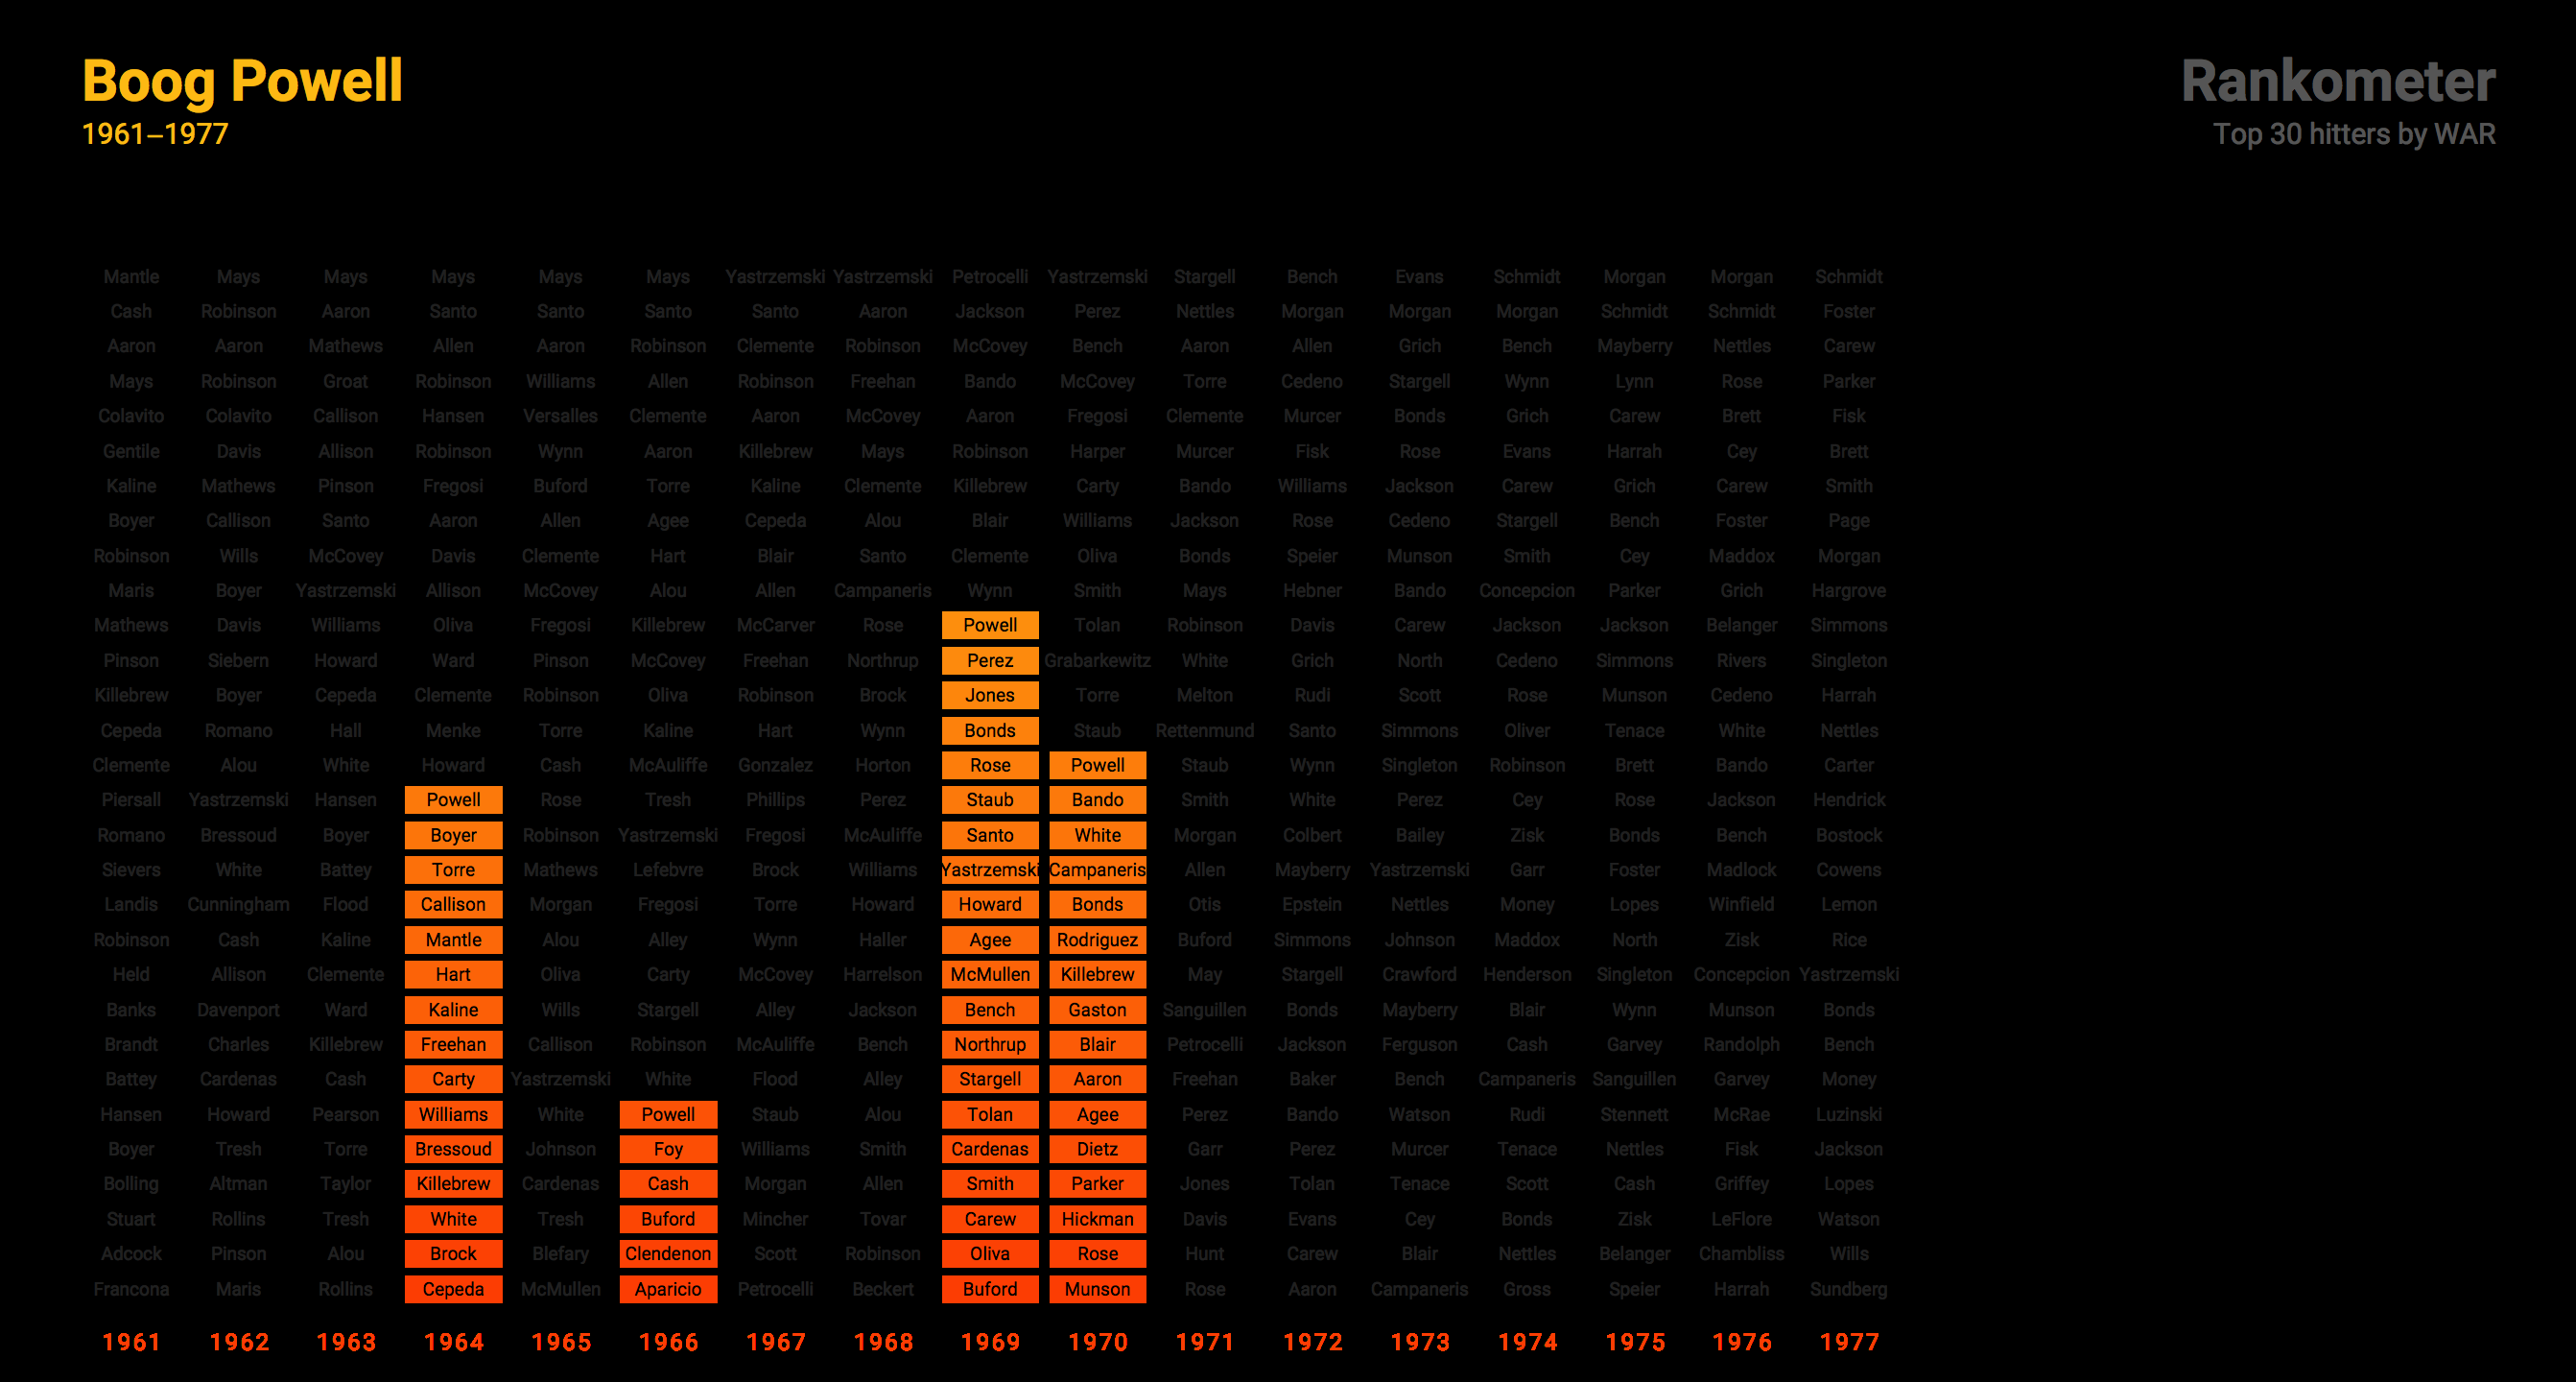 Boog Powell
1961–1977
Rankometer
Top 30 hitters by WAR
Mantle Mays Mays Mays Mays Mays Yastrzemski Yastrzemski Petrocelli Yastrzemski Stargell Bench Evans Schmidt Morgan Morgan Schmidt
Cash Robinson Aaron Santo Santo Santo Santo Aaron Jackson Perez Nettles Morgan Morgan Morgan Schmidt Schmidt Foster
Aaron Aaron Mathews Allen Aaron Robinson Clemente Robinson McCovey Bench Aaron Allen Grich Bench Mayberry Nettles Carew
Mays Robinson Groat Robinson Williams Allen Robinson Freehan Bando McCovey Torre Cedeno Stargell Wynn Lynn Rose Parker
Colavito Colavito Callison Hansen Versalles Clemente Aaron McCovey Aaron Fregosi Clemente Murcer Bonds Grich Carew Brett Fisk
Gentile Davis Allison Robinson Wynn Aaron Killebrew Mays Robinson Harper Murcer Fisk Rose Evans Harrah Cey Brett
Kaline Mathews Pinson Fregosi Buford Torre Kaline Clemente Killebrew Carty Bando Williams Jackson Carew Grich Carew Smith
Boyer Callison Santo Aaron Allen Agee Cepeda Alou Blair Williams Jackson Rose Cedeno Stargell Bench Foster Page
Robinson Wills McCovey Davis Clemente Hart Blair Santo Clemente Oliva Bonds Speier Munson Smith Cey Maddox Morgan
Maris Boyer Yastrzemski Allison McCovey Alou Allen Campaneris Wynn Smith Mays Hebner Bando Concepcion Parker Grich Hargrove
Mathews Davis Williams Oliva Fregosi Killebrew McCarver Rose Powell Tolan Robinson Davis Carew Jackson Jackson Belanger Simmons
Pinson Siebern Howard Ward Pinson McCovey Freehan Northrup Perez Grabarkewitz White Grich North Cedeno Simmons Rivers Singleton
Killebrew Boyer Cepeda Clemente Robinson Oliva Robinson Brock Jones Torre Melton Rudi Scott Rose Munson Cedeno Harrah
Cepeda Romano Hall Menke Torre Kaline Hart Wynn Bonds Staub Rettenmund Santo Simmons Oliver Tenace White Nettles
Clemente Alou White Howard Cash McAuliffe Gonzalez Horton Rose Powell Staub Wynn Singleton Robinson Brett Bando Carter
Piersall Yastrzemski Hansen Powell Rose Tresh Phillips Perez Staub Bando Smith White Perez Cey Rose Jackson Hendrick
Romano Bressoud Boyer Boyer Robinson Yastrzemski Fregosi McAuliffe Santo White Morgan Colbert Bailey Zisk Bonds Bench Bostock
Sievers White Battey Torre Mathews Lefebvre Brock Williams Yastrzemski Campaneris Allen Mayberry Yastrzemski Garr Foster Madlock Cowens
Landis Cunningham Flood Callison Morgan Fregosi Torre Howard Howard Bonds Otis Epstein Nettles Money Lopes Winfield Lemon
Robinson Cash Kaline Mantle Alou Alley Wynn Haller Agee Rodriguez Buford Simmons Johnson Maddox North Zisk Rice
Held Allison Clemente Hart Oliva Carty McCovey Harrelson McMullen Killebrew May Stargell Crawford Henderson Singleton Concepcion Yastrzemski
Banks Davenport Ward Kaline Wills Stargell Alley Jackson Bench Gaston Sanguillen Bonds Mayberry Blair Wynn Munson Bonds
Brandt Charles Killebrew Freehan Callison Robinson McAuliffe Bench Northrup Blair Petrocelli Jackson Ferguson Cash Garvey Randolph Bench
Battey Cardenas Cash Carty Yastrzemski White Flood Alley Stargell Aaron Freehan Baker Bench Campaneris Sanguillen Garvey Money
Hansen Howard Pearson Williams White Powell Staub Alou Tolan Agee Perez Bando Watson Rudi Stennett McRae Luzinski
Boyer Tresh Torre Bressoud Johnson Foy Williams Smith Cardenas Dietz Garr Perez Murcer Tenace Nettles Fisk Jackson
Bolling Altman Taylor Killebrew Cardenas Cash Morgan Allen Smith Parker Jones Tolan Tenace Scott Cash Griffey Lopes
Stuart Rollins Tresh White Tresh Buford Mincher Tovar Carew Hickman Davis Evans Cey Bonds Zisk LeFlore Watson
Adcock Pinson Alou Brock Blefary Clendenon Scott Robinson Oliva Rose Hunt Carew Blair Nettles Belanger Chambliss Wills
Francona Maris Rollins Cepeda McMullen Aparicio Petrocelli Beckert Buford Munson Rose Aaron Campaneris Gross Speier Harrah Sundberg
1961 1962 1963 1964 1965 1966 1967 1968 1969 1970 1971 1972 1973 1974 1975 1976 1977